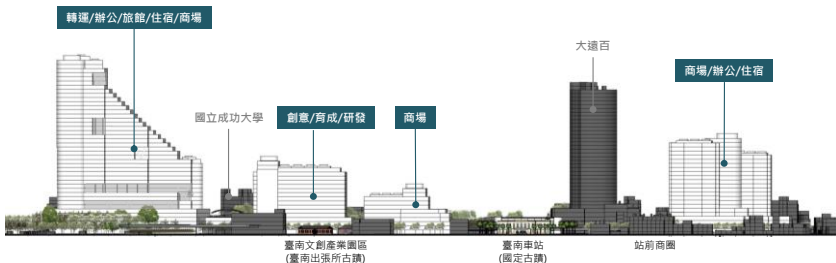 轉運/辦公/旅館/住宿/商場
大遠百
商場/辦公/住宿
國立成功大學
創意/育成/研發
商場
臺南文創產業園區
(臺南出張所古蹟)
臺南車站
(國定古蹟)
站前商圈